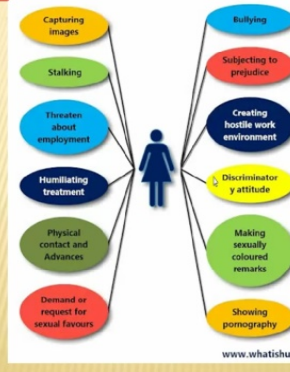 Capturing
images
Stalking
Threaten
about
employment
Humiliating
treatment
Physical
contact and
Advances
Demand or
request for
sexual favours
Bullying
Subjecting to
prejudice
Creating
hostile work
environment
Discriminator
y attitude
Making
sexually
coloured
remarks
Showing
pornography
www.whatishu